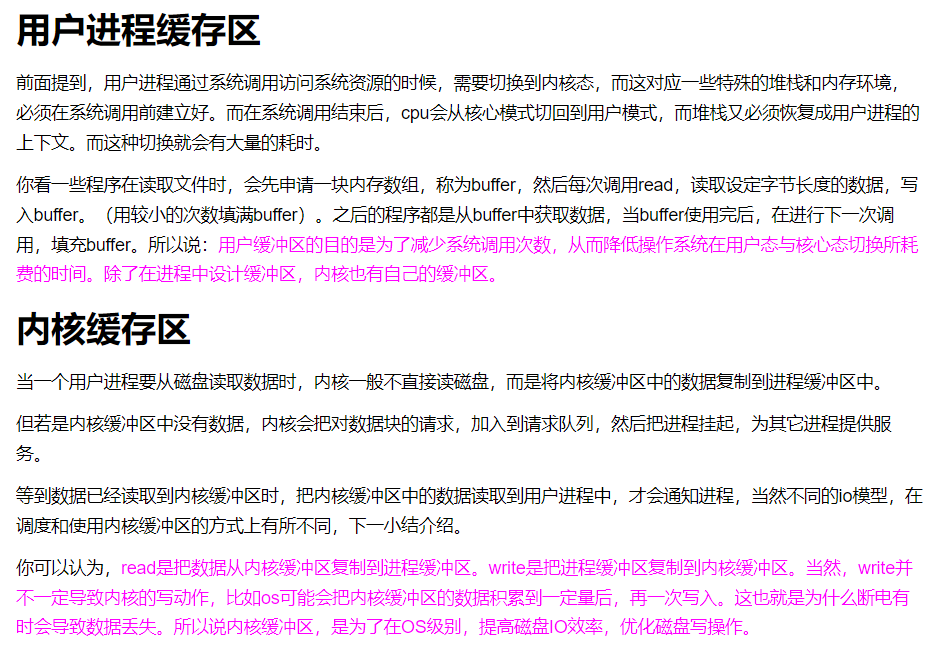 用户进程缓存区
前面提到，用户进程通过系统调用访问系统资源的时候，需要切换到内核态，而这对应一些特殊的堆栈和内存环境，
必须在系统调用前建立好。而在系统调用结束后，cpu会从核心模式切回到用户模式，而堆栈又必须恢复成用户进程的
上下文。而这种切换就会有大量的耗时。
你看一些程序在读取文件时，会先申请一块内存数组，称为buffer，然后每次调用read，读取设定字节长度的数据，写
入buffer。（用较小的次数填满buffer）。之后的程序都是从buffer中获取数据，当buffer使用完后，在进行下一次调
用，填充buffer。所以说：用户缓冲区的目的是为了减少系统调用次数，从而降低操作系统在用户态与核心态切换所耗
费的时间。除了在进程中设计缓冲区，内核也有自己的缓冲区。
内核缓存区
当一个用户进程要从磁盘读取数据时，内核一般不直接读磁盘，而是将内核缓冲区中的数据复制到进程缓冲区中。
但若是内核缓冲区中没有数据，内核会把对数据块的请求，加入到请求队列，然后把进程挂起，为其它进程提供服
务。
等到数据已经读取到内核缓冲区时，把内核缓冲区中的数据读取到用户进程中，才会通知进程，当然不同的io模型，在
调度和使用内核缓冲区的方式上有所不同，下一小结介绍。
你可以认为，read是把数据从内核缓冲区复制到进程缓冲区。write是把进程缓冲区复制到内核缓冲区。当然，write并
不一定导致内核的写动作，比如os可能会把内核缓冲区的数据积累到一定量后，再一次写入。这也就是为什么断电有
时会导致数据丢失。所以说内核缓冲区，是为了在OS级别，提高磁盘IO效率，优化磁盘写操作。